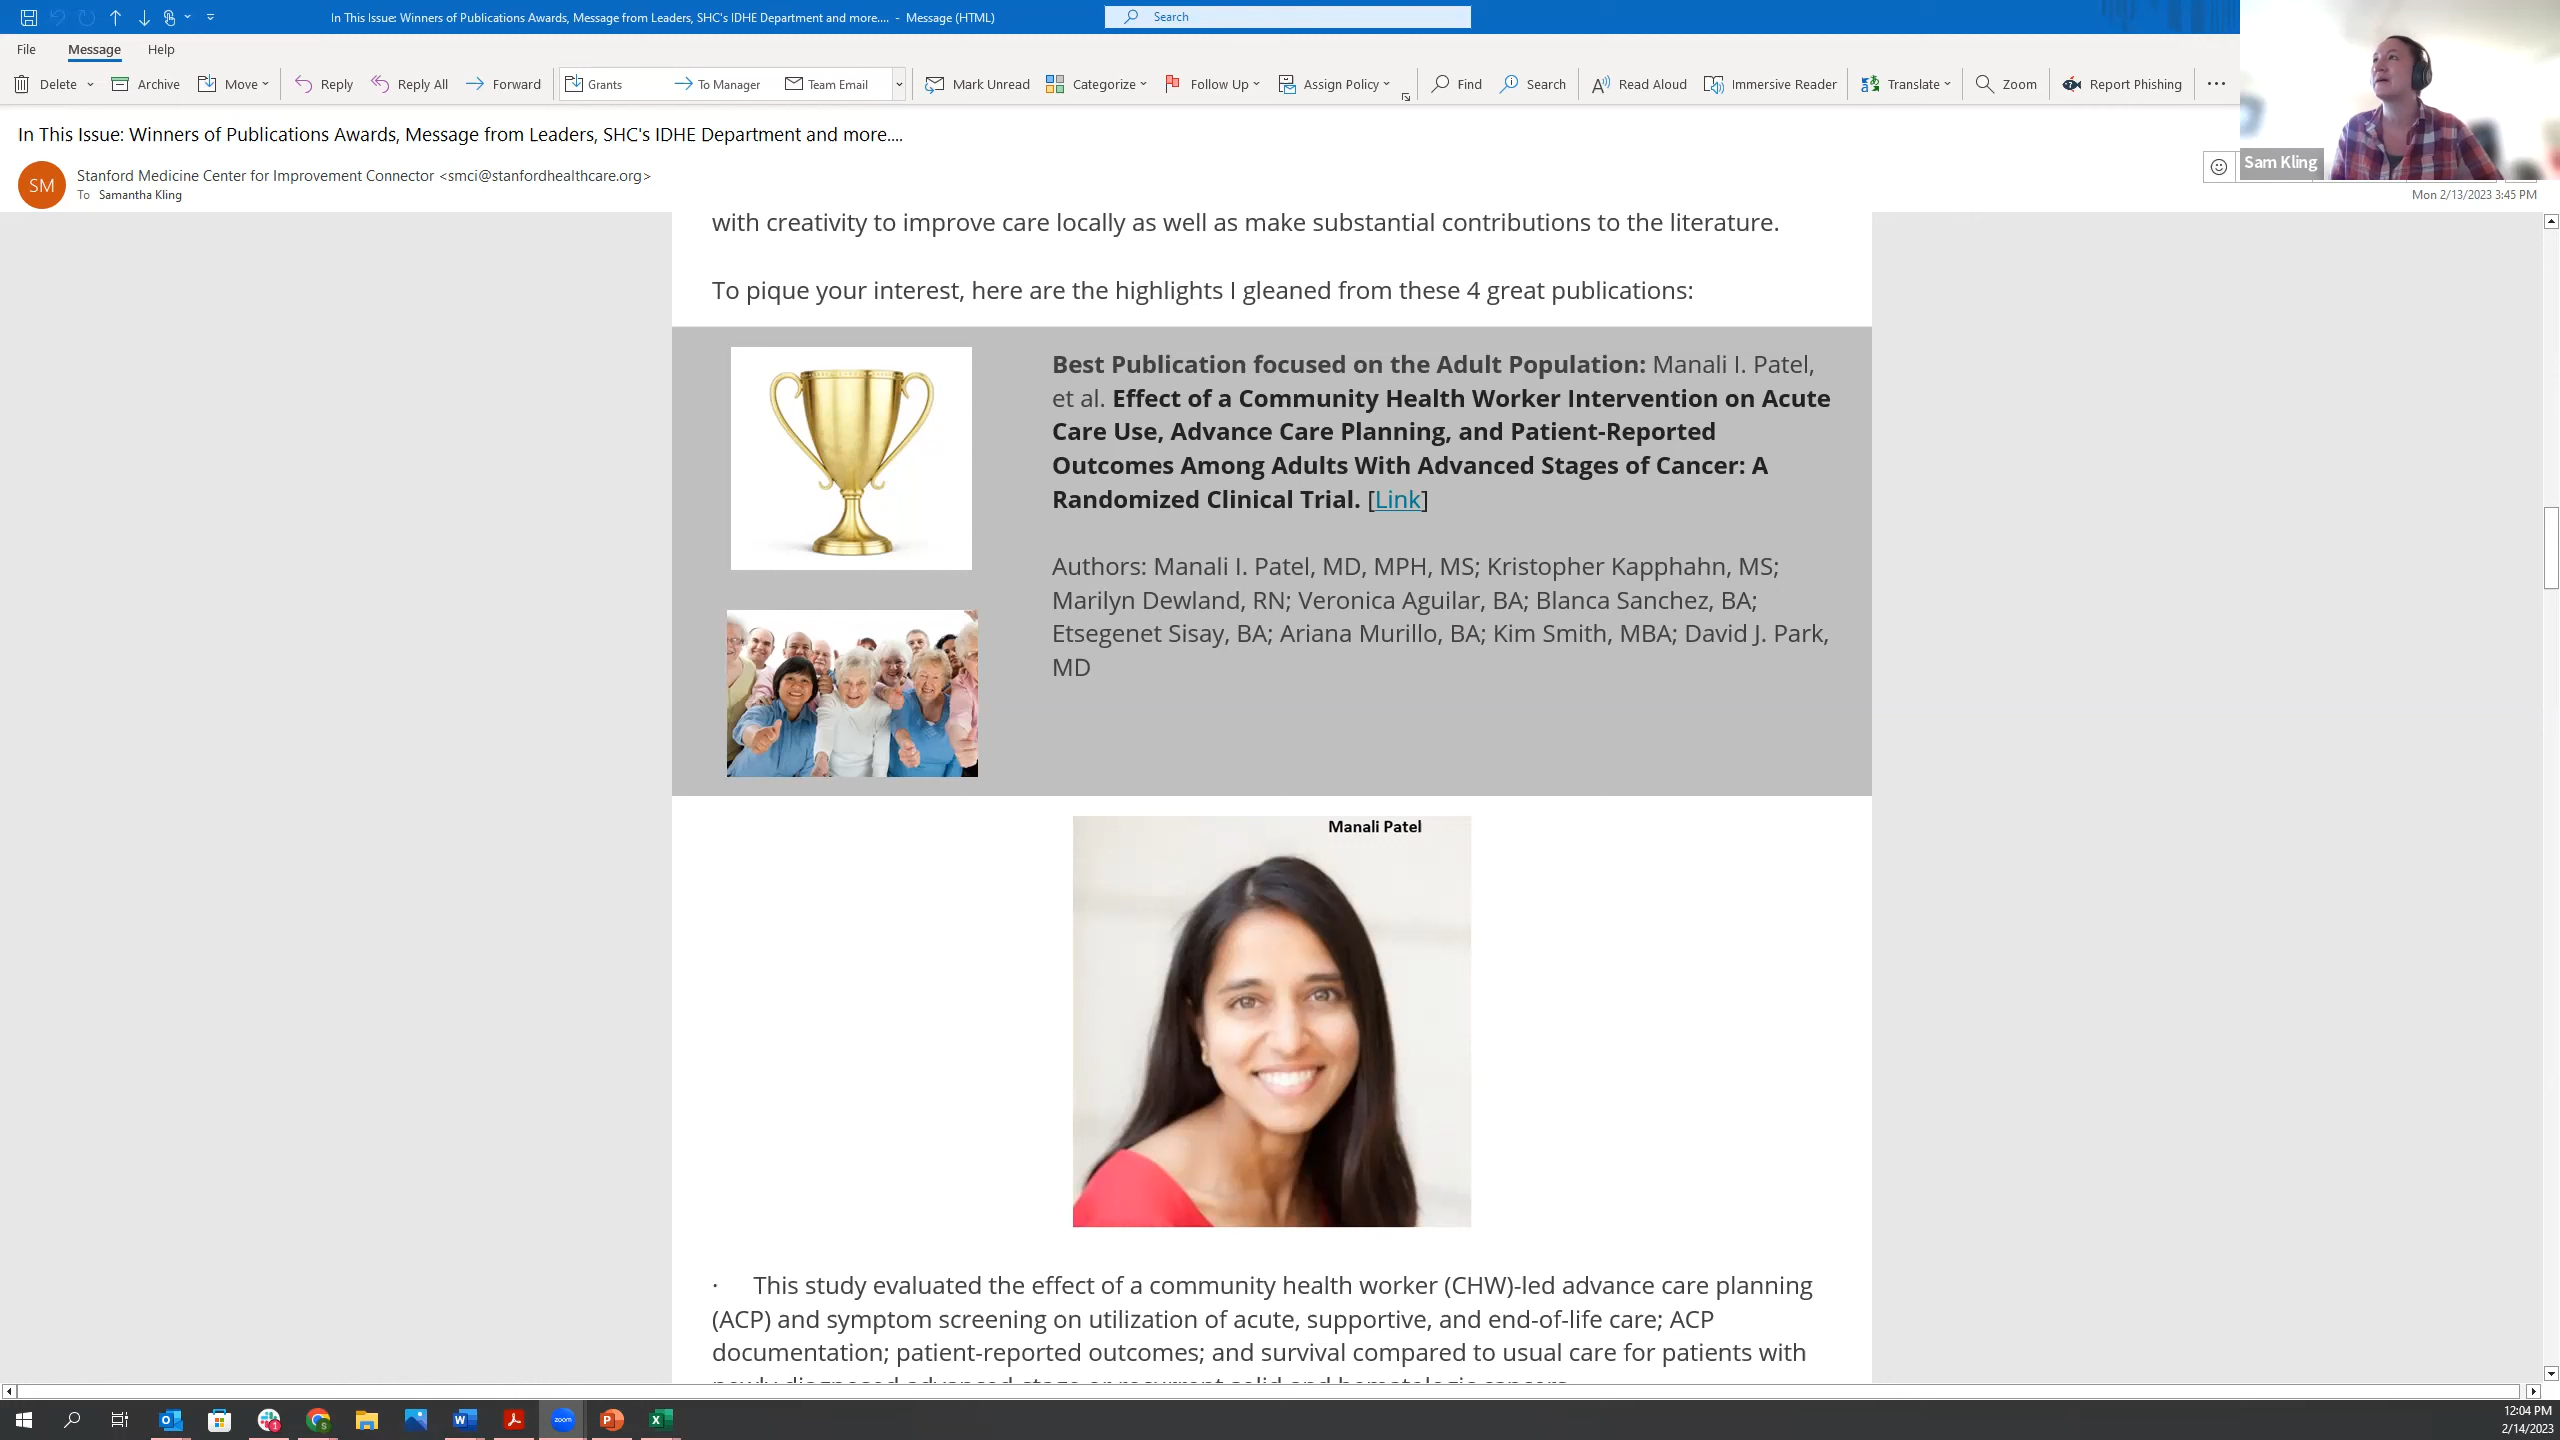 In This Issue: Winners of Publications Awards, Message from Leaders, SHC's IDHE Department and more.... - Message (HTML)
Search
File Message Help
Delete Archive Move Reply Reply All Forward Grants To Manager Team Email Mark Unread Categorize Follow Up Assign Policy Find Search Read Aloud Immersive Reader Translate Zoom Report Phishing ...
In This Issue: Winners of Publications Awards, Message from Leaders, SHC's IDHE Department and more....
Sam Kling
SM
Stanford Medicine Center for Improvement Connector <smci@stanfordhealthcare.org>
To Samantha Kling
Mon 2/13/2023 3:45 PM
with creativity to improve care locally as well as make substantial contributions to the literature.
To pique your interest, here are the highlights I gleaned from these 4 great publications:
Best Publication focused on the Adult Population: Manali I. Patel,
et al. Effect of a Community Health Worker Intervention on Acute
Care Use, Advance Care Planning, and Patient-Reported
Outcomes Among Adults With Advanced Stages of Cancer: A
Randomized Clinical Trial. [Link]
Authors: Manali I. Patel, MD, MPH, MS; Kristopher Kapphahn, MS;
Marilyn Dewland, RN; Veronica Aguilar, BA; Blanca Sanchez, BA;
Etsegenet Sisay, BA; Ariana Murillo, BA; Kim Smith, MBA; David J. Park,
MD
Manali Patel
· This study evaluated the effect of a community health worker (CHW)-led advance care planning
(ACP) and symptom screening on utilization of acute, supportive, and end-of-life care; ACP
documentation; patient-reported outcomes; and survival compared to usual care for patients with
zoom
12:04 PM
2/14/2023